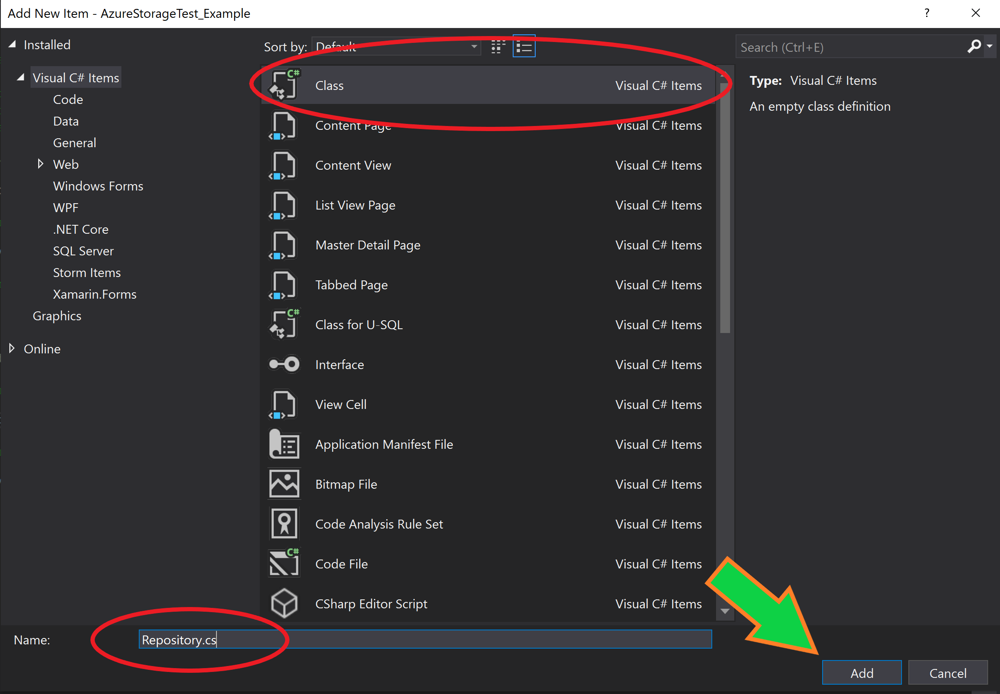 Add New Item - AzureStorageTest_Example
?
Installed
Visual C# Items
Code
Data
General
Web
Windows Forms
WPF
.NET Core
SQL Server
Storm Items
Xamarin.Forms
Graphics
Online
Sort by: Default
C# Class Visual C# Items
Content Page Visual C# Items
Content View Visual C# Items
List View Page Visual C# Items
Master Detail Page Visual C# Items
Tabbed Page Visual C# Items
C# Class for U-SQL Visual C# Items
Interface Visual C# Items
View Cell Visual C# Items
Application Manifest File Visual C# Items
Bitmap File Visual C# Items
Code Analysis Rule Set Visual C# Items
C# Code File Visual C# Items
CSharp Editor Script Visual C# Items
Search (Ctrl+E)
Type: Visual C# Items
An empty class definition
Name: Repository.cs
Add Cancel